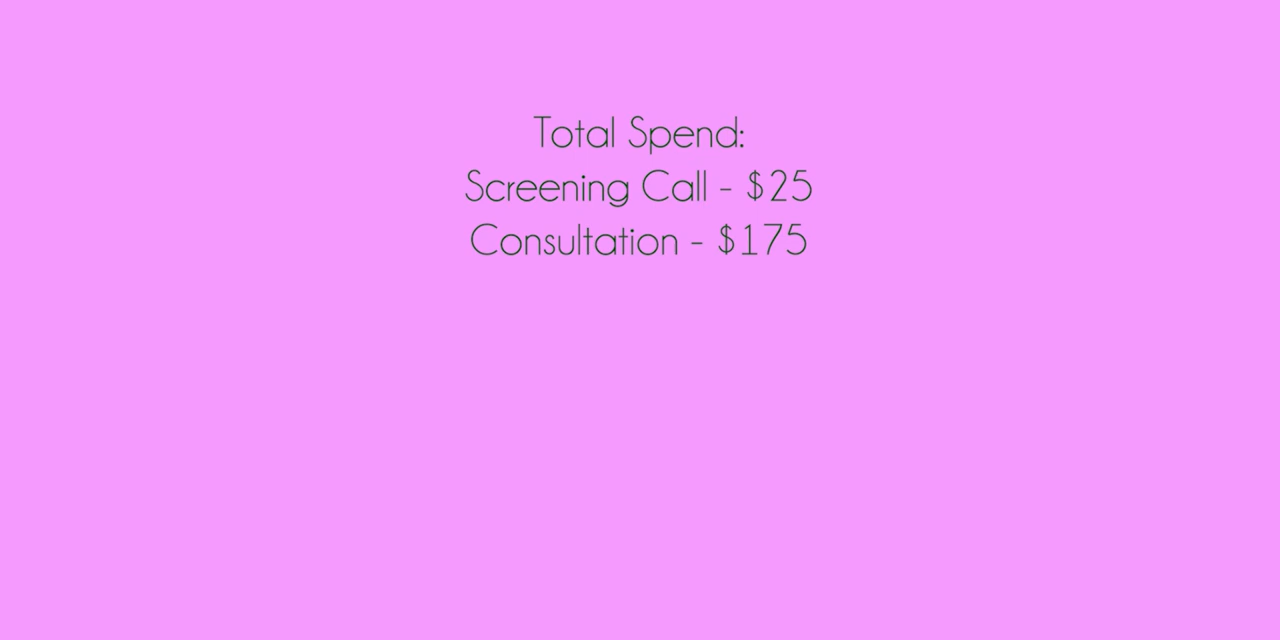 Total Spend:
Screening Call - $25
Consultation - $175